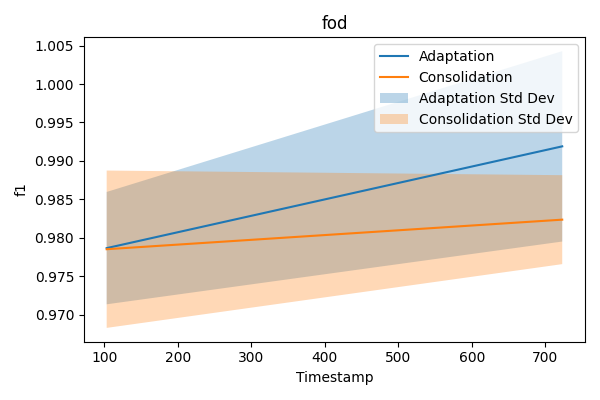 fod
1.005
1.000
0.995
0.990
0.985
0.980
0.975
0.970
f1
Adaptation
Consolidation
Adaptation Std Dev
Consolidation Std Dev
100 200 300 400 500 600 700
Timestamp